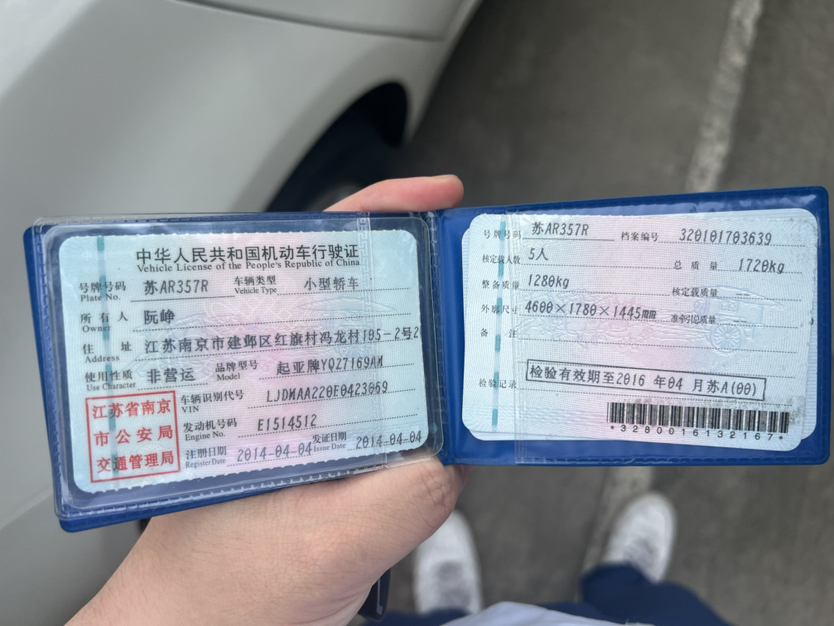 中华人民共和国机动车行驶证
Vehicle License of the People's Republic of China
号牌号码 苏AR357R 车辆类型 小型轿车
Plate No. Vehicle Type
所有人 阮峥
Owner
住址 江苏南京市建邺区红旗村冯龙村105-2号2
Address
使用性质 非营运 品牌型号 起亚牌YQZ7169AM
Use Character Model
江苏省南京
市公安局
交通管理局
车辆识别代号 LJDMAA220E0423069
VIN
发动机号码 E1514512
Engine No.
注册日期 2014-04-04 发证日期 2014-04-04
Register Date Issue Date
号牌号码 苏AR357R 档案编号 320101703639
核定载人数 5人 总质量 1720kg
整备质量 1280kg 核定载质量
外廓尺寸 4600×1780×1445mm 准牵引总质量
备注
检验记录 检验有效期至2016年04月苏A(00)
*3280016132167*